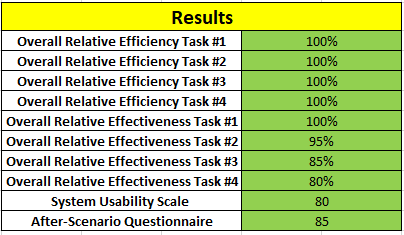 Results
Overall Relative Efficiency Task #1 100%
Overall Relative Efficiency Task #2 100%
Overall Relative Efficiency Task #3 100%
Overall Relative Efficiency Task #4 100%
Overall Relative Effectiveness Task #1 100%
Overall Relative Effectiveness Task #2 95%
Overall Relative Effectiveness Task #3 85%
Overall Relative Effectiveness Task #4 80%
System Usability Scale 80
After-Scenario Questionnaire 85